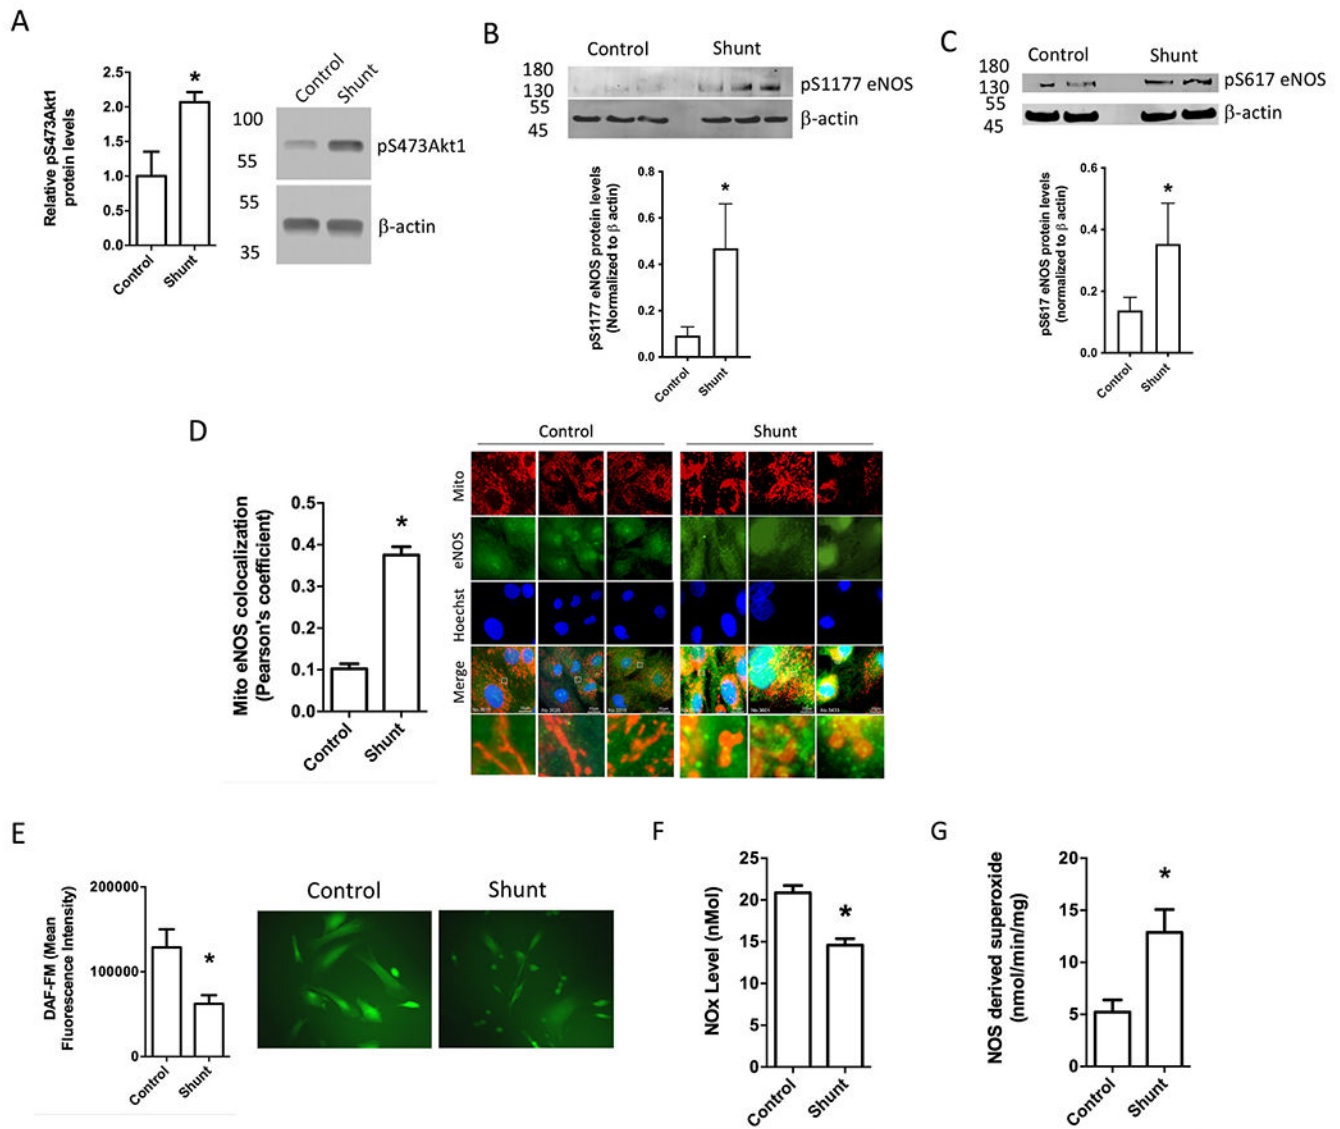 A
Relative pS473Akt1
protein levels
2.5
2.0
1.5
1.0
0.5
0.0
*
Control
Shunt
Control
Shunt
100
55
pS473Akt1
55
35
β-actin
B
Control
Shunt
180
130
pS1177 eNOS
55
45
β-actin
pS1177 eNOS protein levels
(Normalized to β actin)
0.8
0.6
0.4
0.2
0.0
*
Control
Shunt
C
Control
Shunt
180
130
pS617 eNOS
55
45
β-actin
pS617 eNOS protein levels
(normalized to β actin)
0.6
0.4
0.2
0.0
*
Control
Shunt
D
Mito eNOS colocalization
(Pearson's coefficient)
0.5
0.4
0.3
0.2
0.1
0.0
*
Control
Shunt
Control
Shunt
Mito
eNOS
Hoechst
Merge
E
DAF-FM (Mean
Fluorescence Intensity)
200000
100000
0
*
Control
Shunt
Control
Shunt
F
NOx Level (nMol)
25
20
15
10
5
0
*
Control
Shunt
G
NOS derived superoxide
(nmol/min/mg)
20
15
10
5
0
*
Control
Shunt